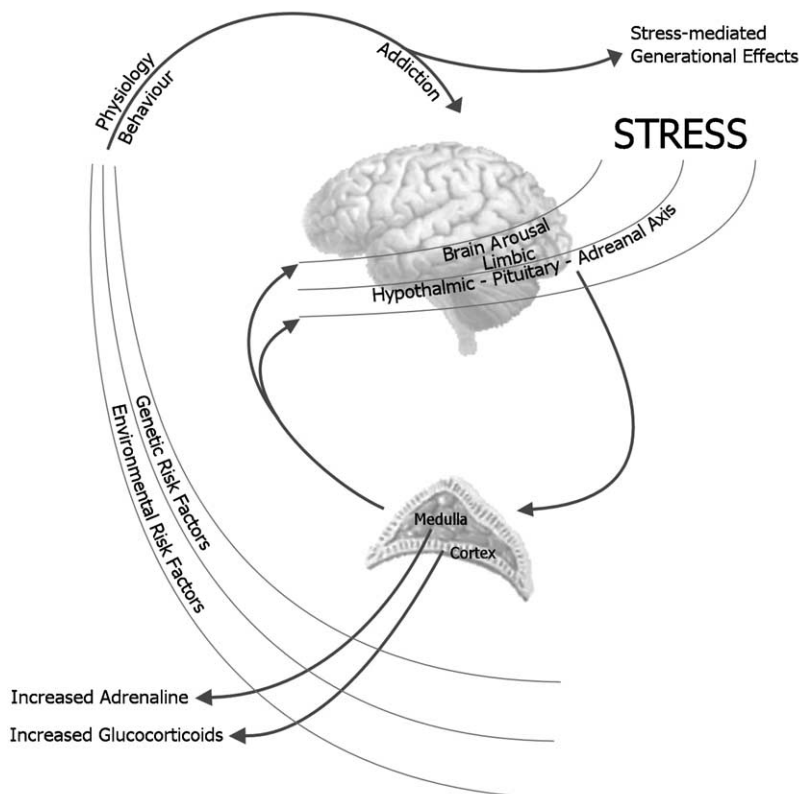 Stress-mediated
Generational Effects
Addiction
Physiology
Behaviour
STRESS
Brain Arousal
Limbic
Hypothalmic - Pituitary - Adreanal Axis
Genetic Risk Factors
Environmental Risk Factors
Medulla
Cortex
Increased Adrenaline
Increased Glucocorticoids